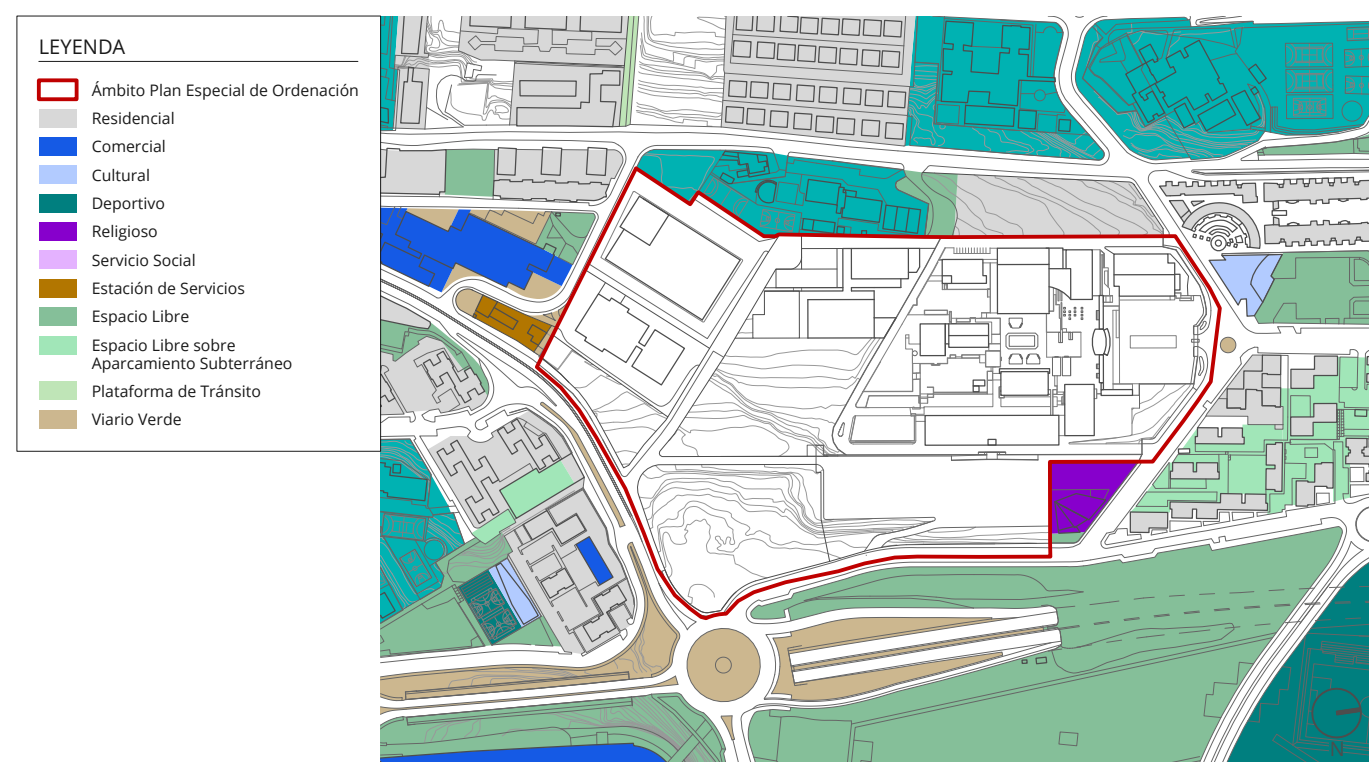 LEYENDA
Ámbito Plan Especial de Ordenación
Residencial
Comercial
Cultural
Deportivo
Religioso
Servicio Social
Estación de Servicios
Espacio Libre
Espacio Libre sobre
Aparcamiento Subterráneo
Plataforma de Tránsito
Viario Verde